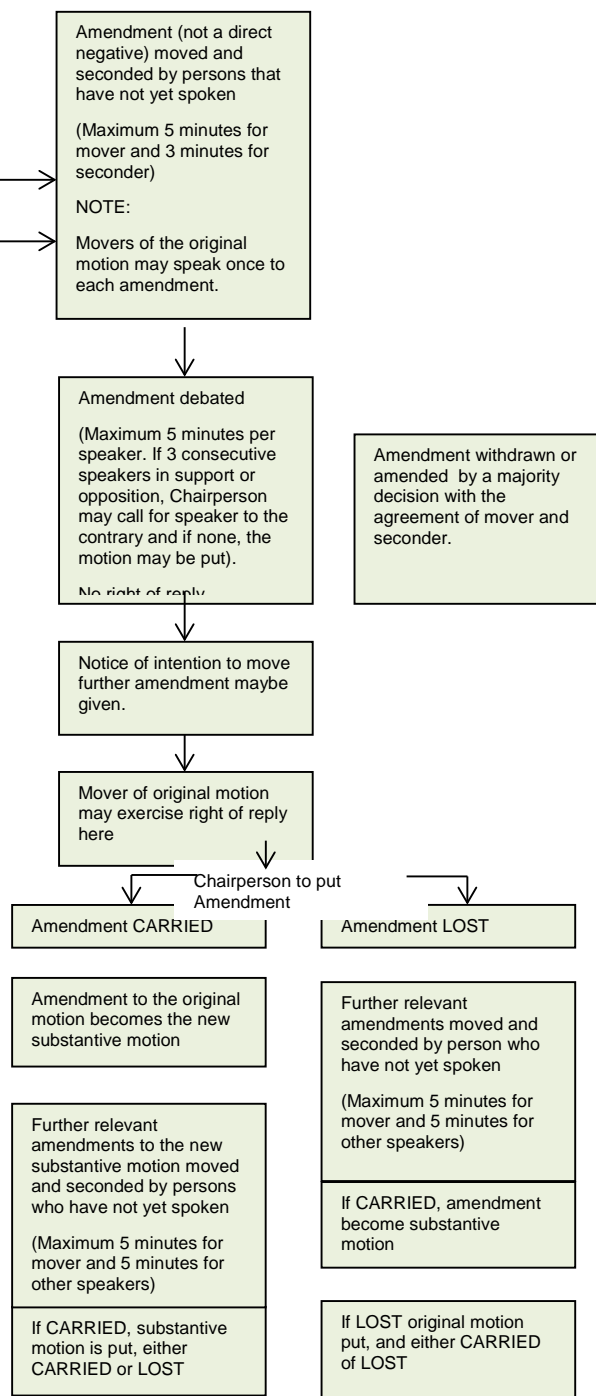 Amendment (not a direct
negative) moved and
seconded by persons that
have not yet spoken
(Maximum 5 minutes for
mover and 3 minutes for
seconder)
NOTE:
Movers of the original
motion may speak once to
each amendment.
Amendment debated
(Maximum 5 minutes per
speaker. If 3 consecutive
speakers in support or
opposition, Chairperson
may call for speaker to the
contrary and if none, the
motion may be put).
No right of reply
Amendment withdrawn or
amended by a majority
decision with the
agreement of mover and
seconder.
Notice of intention to move
further amendment maybe
given.
Mover of original motion
may exercise right of reply
here
Chairperson to put
Amendment
Amendment CARRIED
Amendment to the original
motion becomes the new
substantive motion
Further relevant
amendments to the new
substantive motion moved
and seconded by persons
who have not yet spoken
(Maximum 5 minutes for
mover and 5 minutes for
other speakers)
If CARRIED, substantive
motion is put, either
CARRIED or LOST
Amendment LOST
Further relevant
amendments moved and
seconded by person who
have not yet spoken
(Maximum 5 minutes for
mover and 5 minutes for
other speakers)
If CARRIED, amendment
become substantive
motion
If LOST original motion
put, and either CARRIED
of LOST